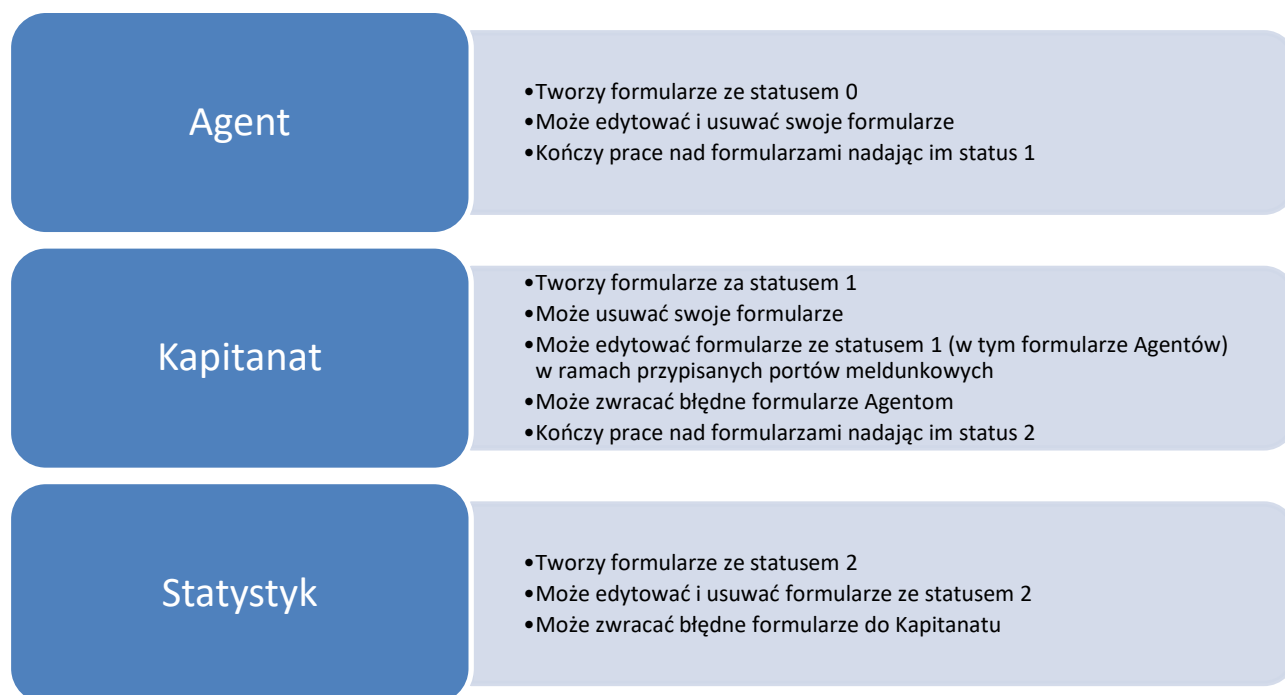 Agent
•Tworzy formularze ze statusem 0
•Może edytować i usuwać swoje formularze
•Kończy prace nad formularzami nadając im status 1
Kapitanat
•Tworzy formularze za statusem 1
•Może usuwać swoje formularze
•Może edytować formularze ze statusem 1 (w tym formularze Agentów)
w ramach przypisanych portów meldunkowych
•Może zwracać błędne formularze Agentom
•Kończy prace nad formularzami nadając im status 2
Statystyk
•Tworzy formularze ze statusem 2
•Może edytować i usuwać formularze ze statusem 2
•Może zwracać błędne formularze do Kapitanatu